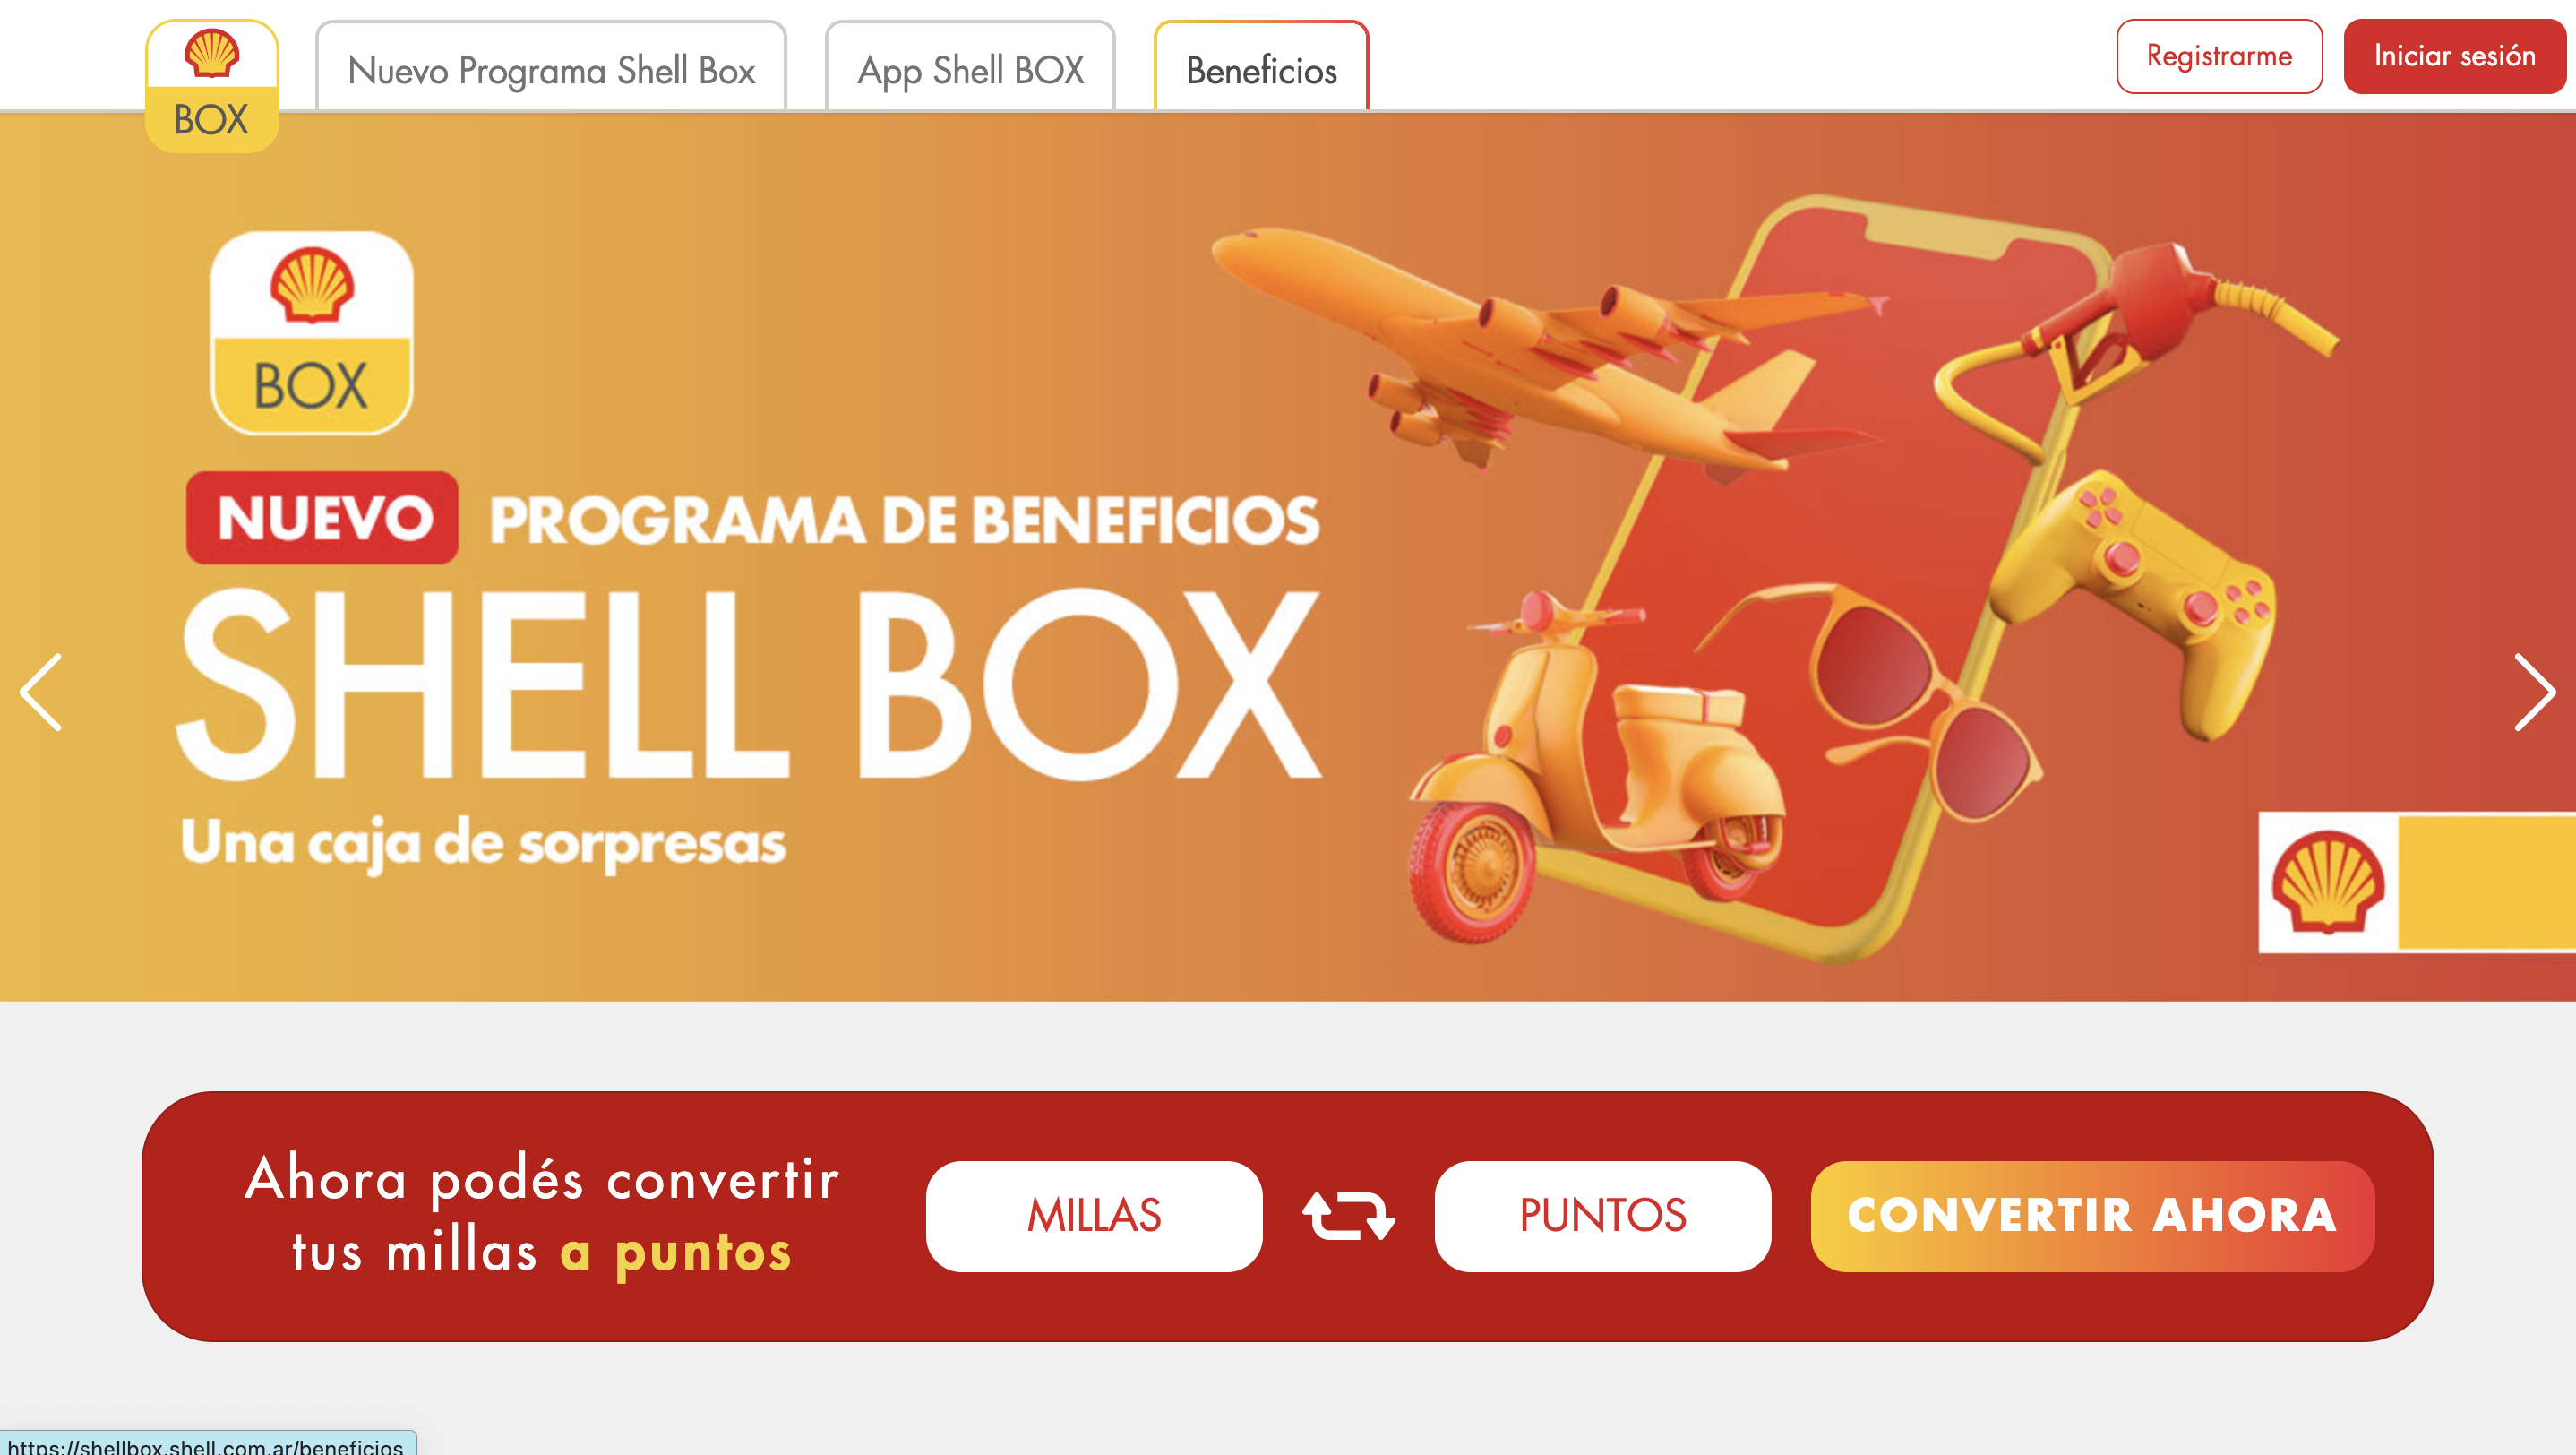 BOX
Nuevo Programa Shell Box
App Shell BOX
Beneficios
Registrarme
Iniciar sesión
BOX
NUEVO PROGRAMA DE BENEFICIOS
SHELL BOX
Una caja de sorpresas
Ahora podés convertir
tus millas a puntos
MILLAS
PUNTOS
CONVERTIR AHORA
https://shellbox.shell.com.ar/beneficios